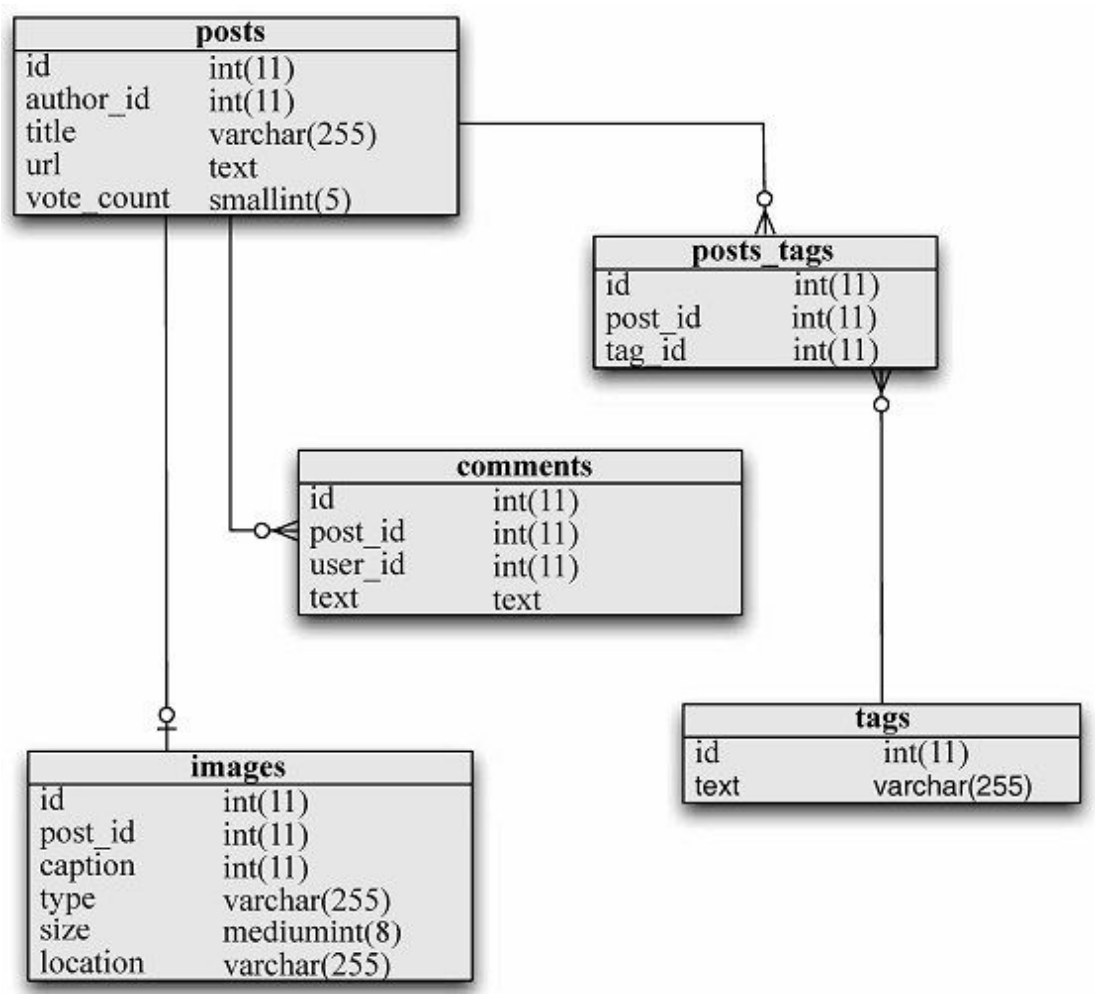 posts
id int(11)
author_id int(11)
title varchar(255)
url text
vote_count smallint(5)
posts_tags
id int(11)
post_id int(11)
tag_id int(11)
comments
id int(11)
post_id int(11)
user_id int(11)
text text
tags
id int(11)
text varchar(255)
images
id int(11)
post_id int(11)
caption int(11)
type varchar(255)
size mediumint(8)
location varchar(255)